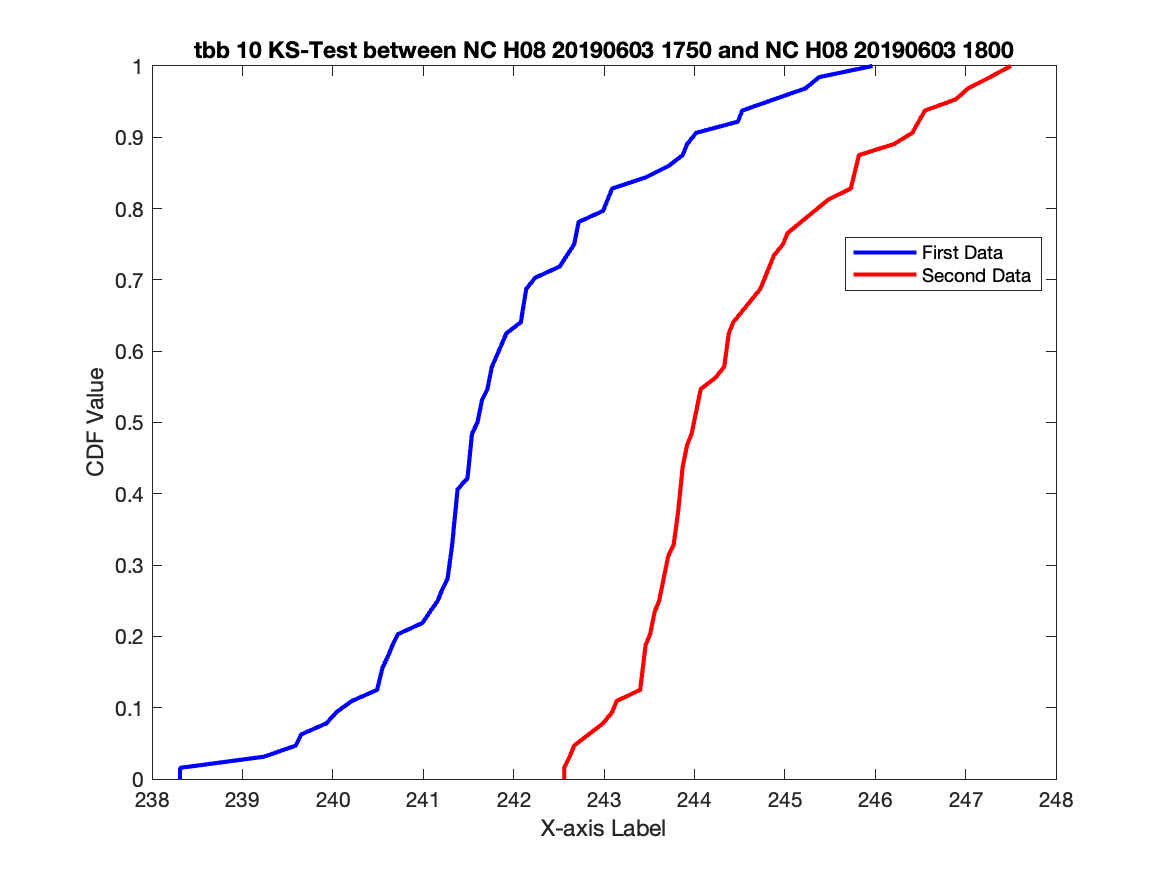 tbb 10 KS-Test between NC H08 20190603 1750 and NC H08 20190603 1800
1
0.9
0.8
0.7
0.6
0.5
0.4
0.3
0.2
0.1
0
CDF Value
First Data
Second Data
238 239 240 241 242 243 244 245 246 247 248
X-axis Label